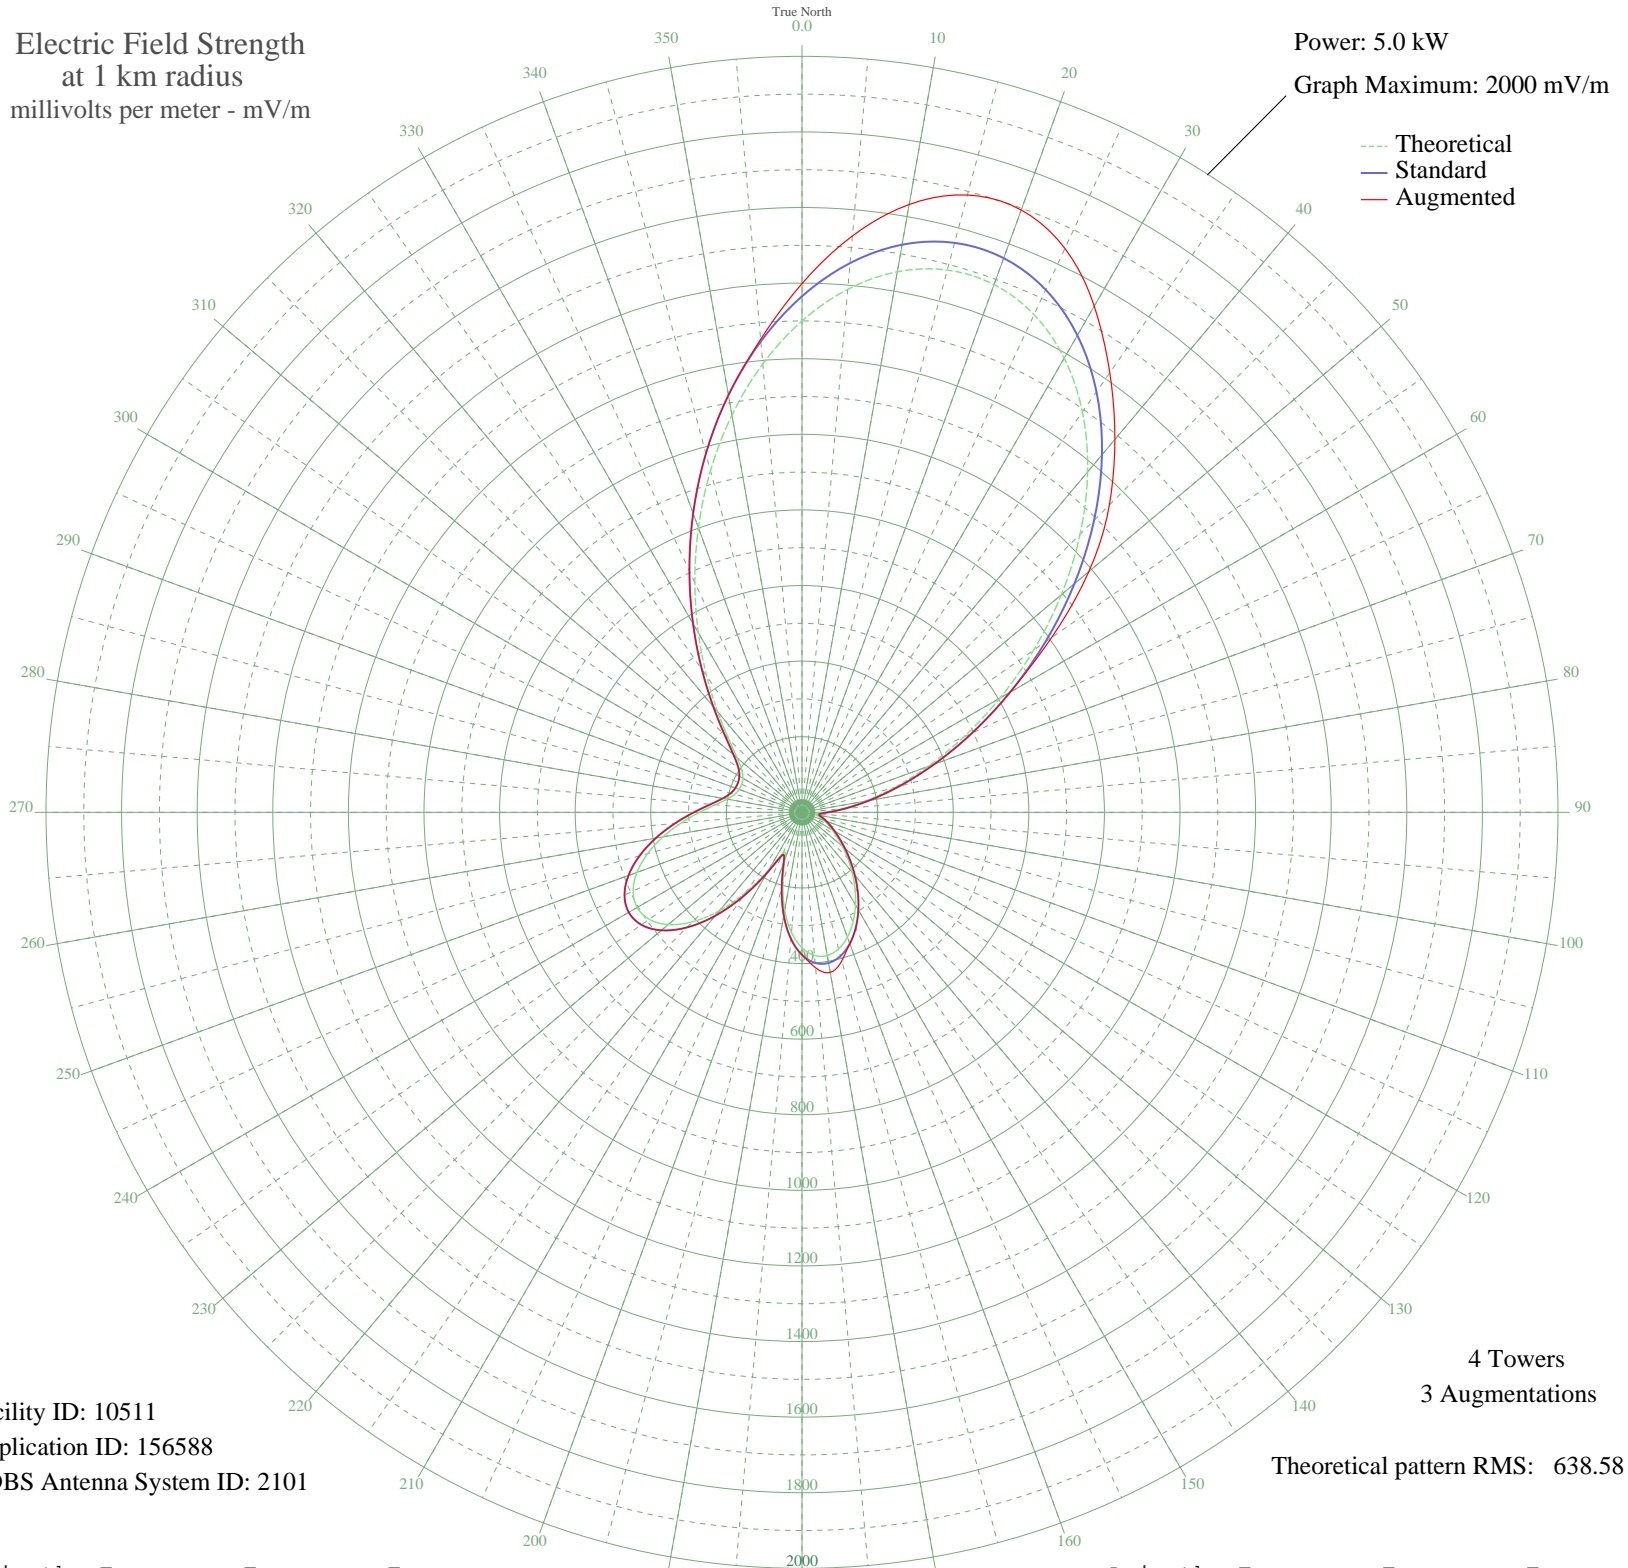 True North
0.0
Electric Field Strength
at 1 km radius
millivolts per meter - mV/m
Power: 5.0 kW
Graph Maximum: 2000 mV/m
Theoretical
Standard
Augmented
10
20
30
40
50
60
70
80
90
100
110
120
130
140
150
160
200
210
220
230
240
250
260
270
280
290
300
310
320
330
340
350
400
600
800
1000
1200
1400
1600
1800
2000
4 Towers
3 Augmentations
Theoretical pattern RMS: 638.58
cility ID: 10511
plication ID: 156588
DBS Antenna System ID: 2101